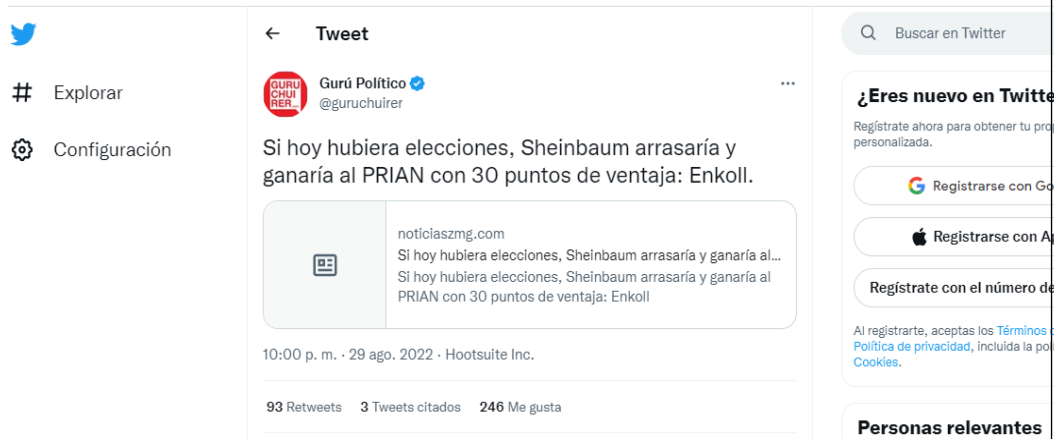 Explorar
Configuración
Tweet
GURU
CHUI
RER_
Gurú Político
@guruchuirer
Si hoy hubiera elecciones, Sheinbaum arrasaría y
ganaría al PRIAN con 30 puntos de ventaja: Enkoll.
noticiaszmg.com
Si hoy hubiera elecciones, Sheinbaum arrasaría y ganaría al...
Si hoy hubiera elecciones, Sheinbaum arrasaría y ganaría al
PRIAN con 30 puntos de ventaja: Enkoll
10:00 p. m. · 29 ago. 2022 · Hootsuite Inc.
93 Retweets 3 Tweets citados 246 Me gusta
Buscar en Twitter
¿Eres nuevo en Twitte
Regístrate ahora para obtener tu pro
personalizada.
Registrarse con Go
Registrarse con A
Regístrate con el número de
Al registrarte, aceptas los Términos
Política de privacidad, incluida la pol
Cookies.
Personas relevantes